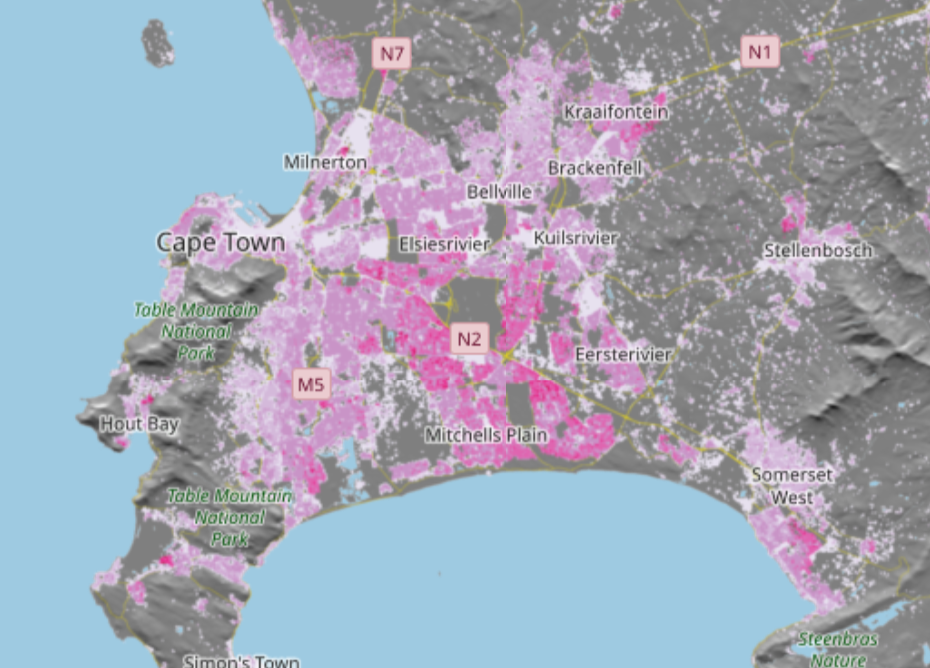 N7
N1
Kraaifontein
Milnerton
Brackenfell
Bellville
Cape Town
Elsiesrivier
Kuilsrivier
Stellenbosch
Table Mountain
National
Park
N2
Eersterivier
M5
Hout Bay
Mitchells Plain
Somerset
West
Table Mountain
National
Park
Simon's Town
Steenbras
Nature